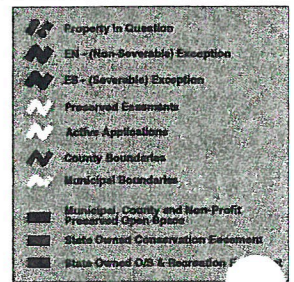 Property In Question
EN - (Non-Severable) Exception
ES - (Severable) Exception
Preserved Easements
Active Applications
County Boundaries
Municipal Boundaries
Municipal, County and Non-Profit
Preserved Open Space
State Owned Conservation Easement
State Owned O/S & Recreation